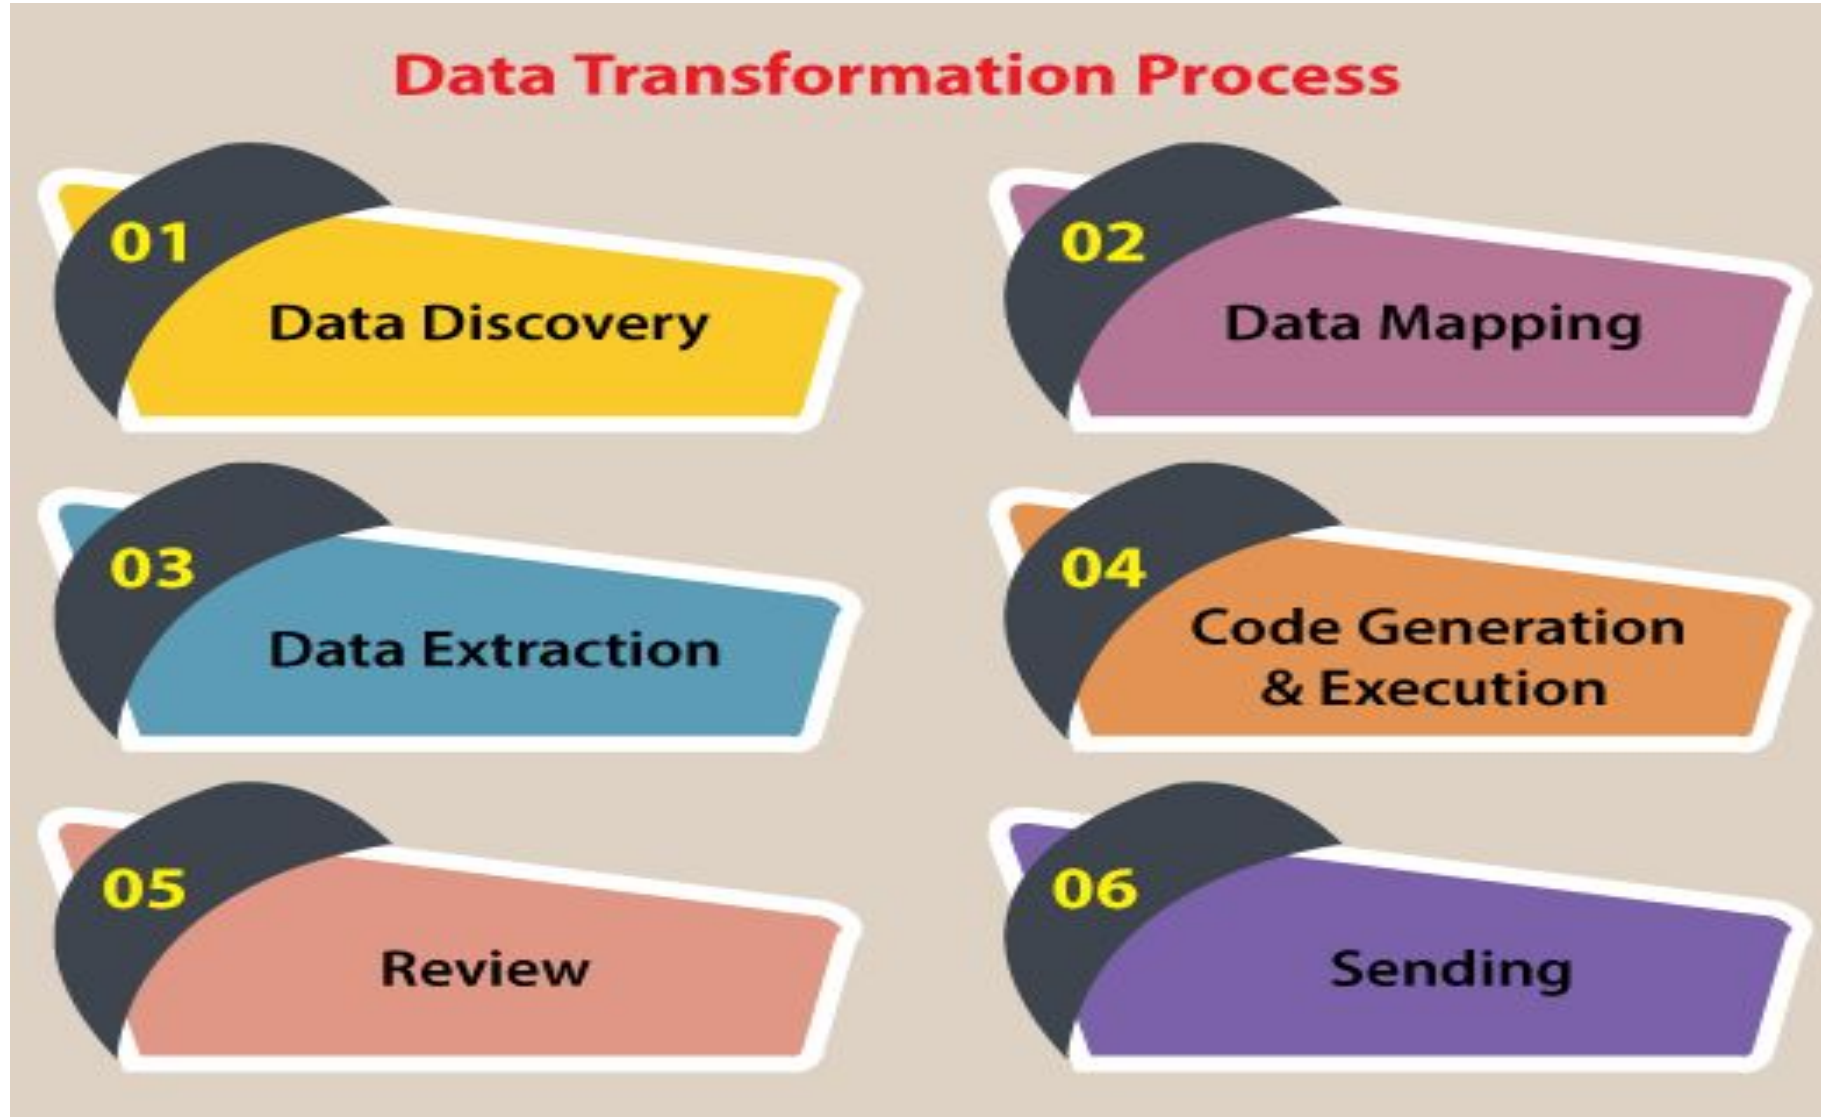 Data Transformation Process
01
Data Discovery
02
Data Mapping
03
Data Extraction
04
Code Generation
& Execution
05
Review
06
Sending